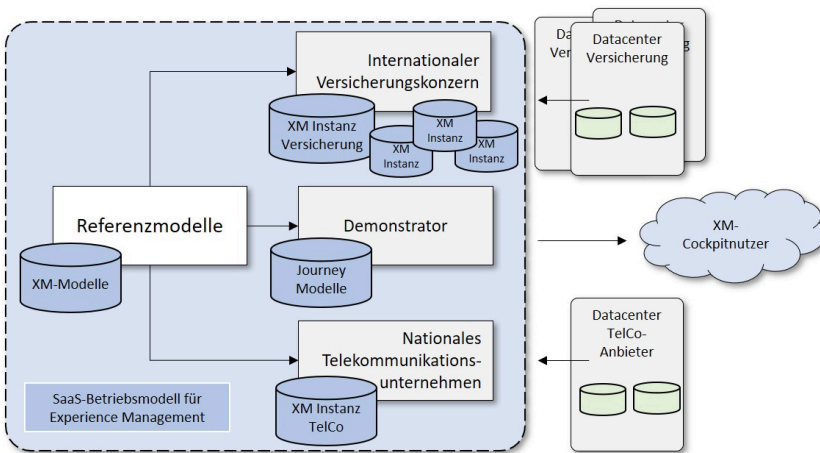 Internationaler
Versicherungskonzern
XM Instanz
Versicherung
XM
Instanz
XM
Instanz
XM
Instanz
Referenzmodelle
XM-Modelle
Demonstrator
Journey
Modelle
Nationales
Telekommunikations-
unternehmen
XM Instanz
TelCo
SaaS-Betriebsmodell für
Experience Management
Datacenter
Versicherung
XM-
Cockpitnutzer
Datacenter
TelCo-
Anbieter